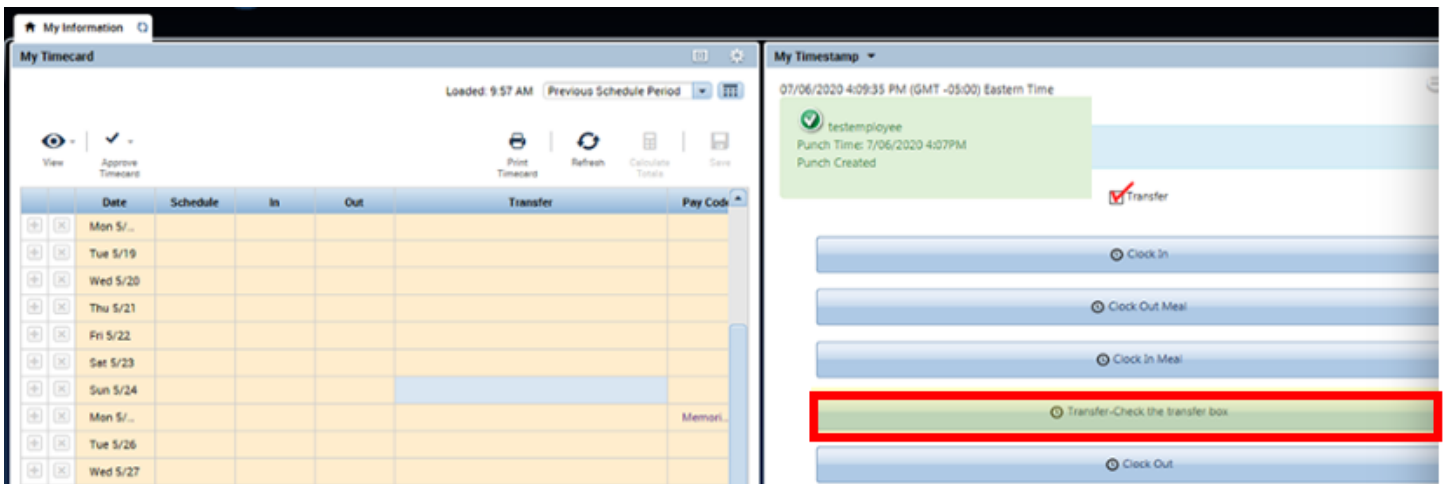 My Information
My Timecard
Loaded: 9:57 AM Previous Schedule Period
View
Approve Timecard
Print Timecard
Refresh
Calculate Totals
Save
Date Schedule In Out Transfer Pay Code
Mon 5/...
Tue 5/19
Wed 5/20
Thu 5/21
Fri 5/22
Sat 5/23
Sun 5/24
Mon 5/... Memori...
Tue 5/26
Wed 5/27
My Timestamp
07/06/2020 4:09:35 PM (GMT -05:00) Eastern Time
testemployee
Punch Time: 7/06/2020 4:07PM
Punch Created
Transfer
Clock In
Clock Out Meal
Clock In Meal
Transfer-Check the transfer box
Clock Out